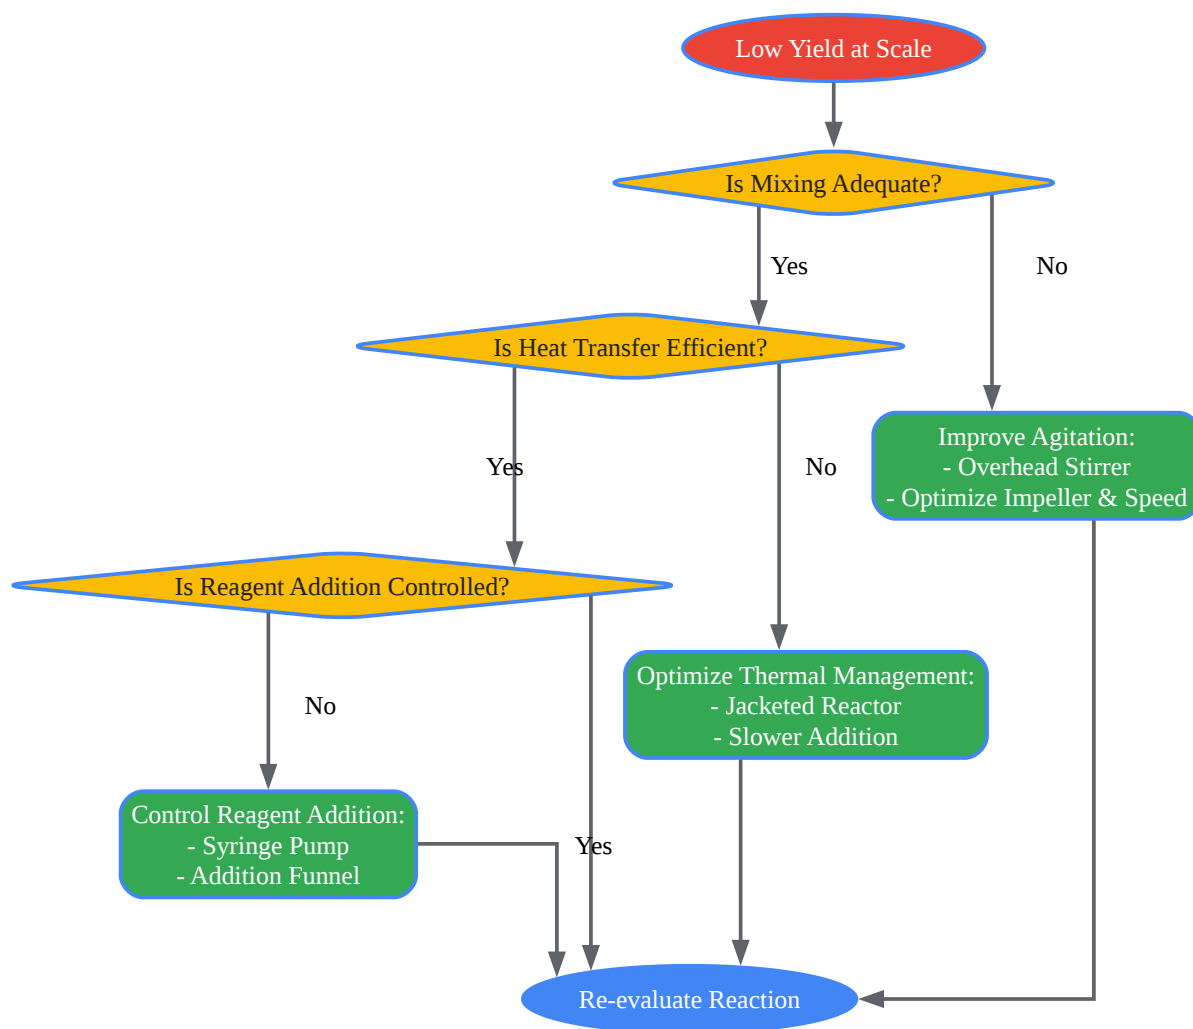 Low Yield at Scale
Is Mixing Adequate?
Yes
No
Is Heat Transfer Efficient?
Improve Agitation:
- Overhead Stirrer
- Optimize Impeller & Speed
Yes
No
Is Reagent Addition Controlled?
Optimize Thermal Management:
- Jacketed Reactor
- Slower Addition
No
Control Reagent Addition:
- Syringe Pump
- Addition Funnel
Yes
Re-evaluate Reaction